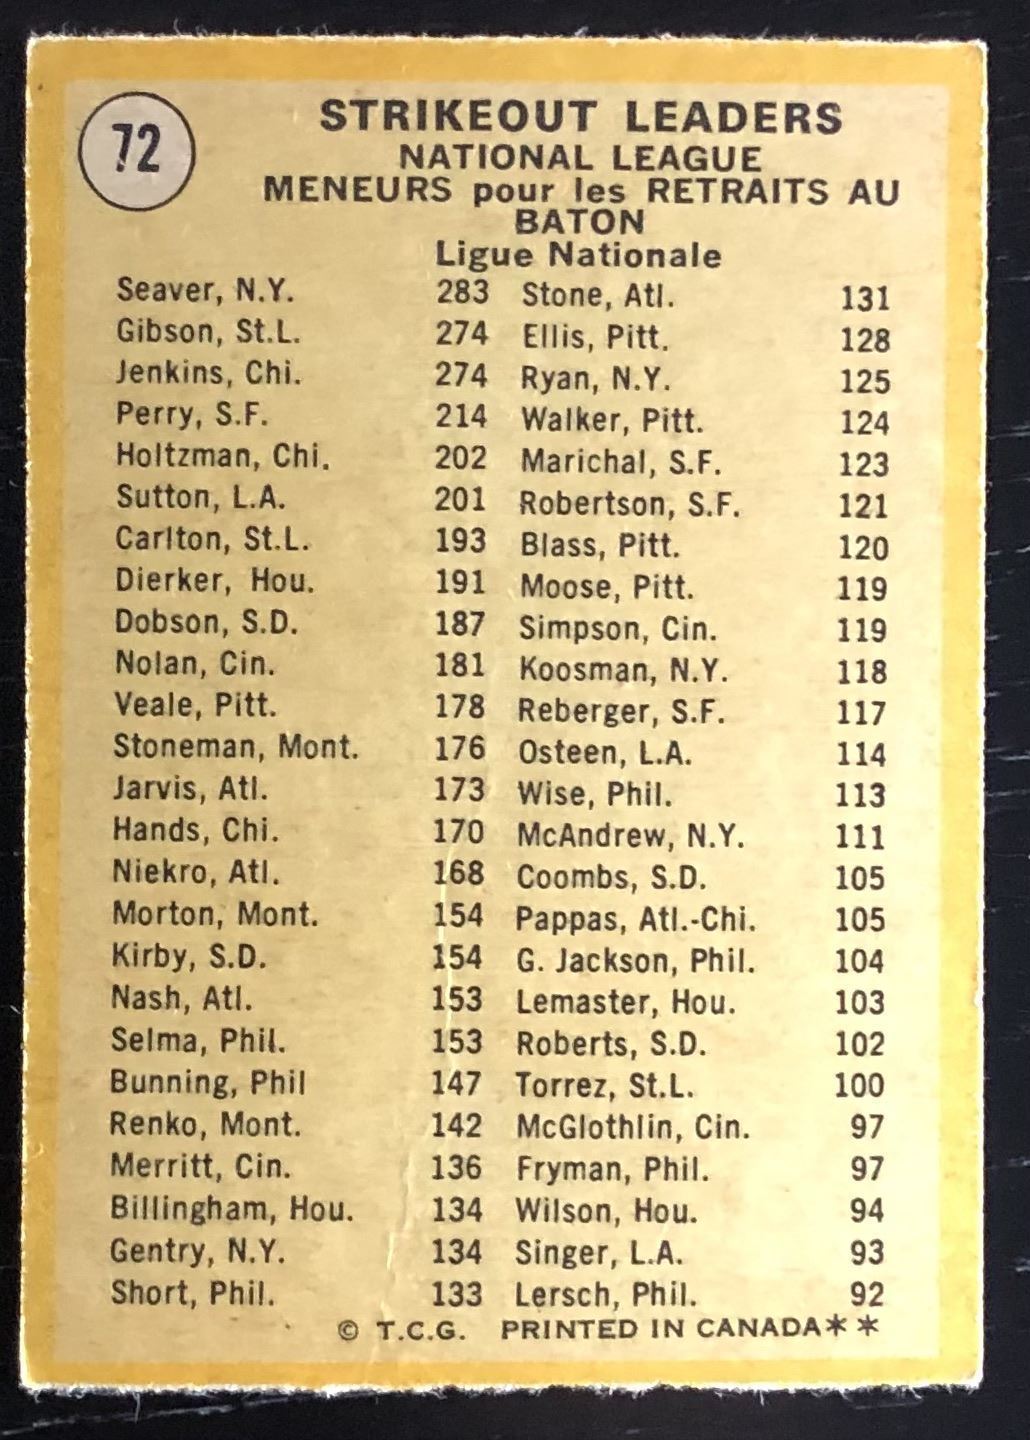 72
STRIKEOUT LEADERS
NATIONAL LEAGUE
MENEURS pour les RETRAITS AU
BATON
Ligue Nationale
Seaver, N.Y. 283
Gibson, St.L. 274
Jenkins, Chi. 274
Perry, S.F. 214
Holtzman, Chi. 202
Sutton, L.A. 201
Carlton, St.L. 193
Dierker, Hou. 191
Dobson, S.D. 187
Nolan, Cin. 181
Veale, Pitt. 178
Stoneman, Mont. 176
Jarvis, Atl. 173
Hands, Chi. 170
Niekro, Atl. 168
Morton, Mont. 154
Kirby, S.D. 154
Nash, Atl. 153
Selma, Phil. 153
Bunning, Phil 147
Renko, Mont. 142
Merritt, Cin. 136
Billingham, Hou. 134
Gentry, N.Y. 134
Short, Phil. 133
Stone, Atl. 131
Ellis, Pitt. 128
Ryan, N.Y. 125
Walker, Pitt. 124
Marichal, S.F. 123
Robertson, S.F. 121
Blass, Pitt. 120
Moose, Pitt. 119
Simpson, Cin. 119
Koosman, N.Y. 118
Reberger, S.F. 117
Osteen, L.A. 114
Wise, Phil. 113
McAndrew, N.Y. 111
Coombs, S.D. 105
Pappas, Atl.-Chi. 105
G. Jackson, Phil. 104
Lemaster, Hou. 103
Roberts, S.D. 102
Torrez, St.L. 100
McGlothlin, Cin. 97
Fryman, Phil. 97
Wilson, Hou. 94
Singer, L.A. 93
Lersch, Phil. 92
© T.C.G. PRINTED IN CANADA**